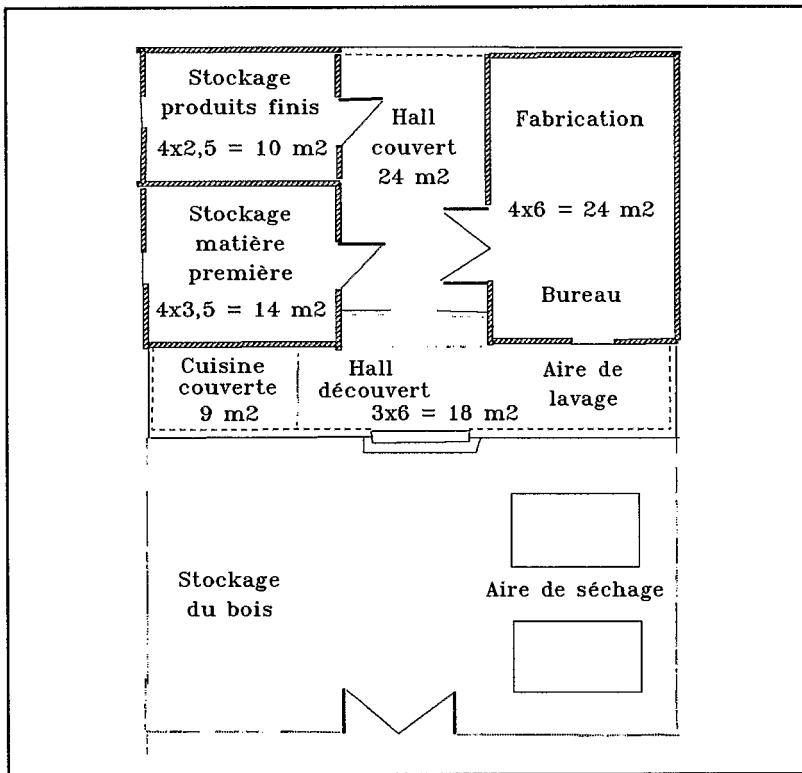 Stockage
produits finis
4x2,5 = 10 m2
Hall
couvert
24 m2
Fabrication
4x6 = 24 m2
Bureau
Stockage
matière
première
4x3,5 = 14 m2
Cuisine
couverte
9 m2
Hall
découvert
3x6 = 18 m2
Aire de
lavage
Stockage
du bois
Aire de séchage